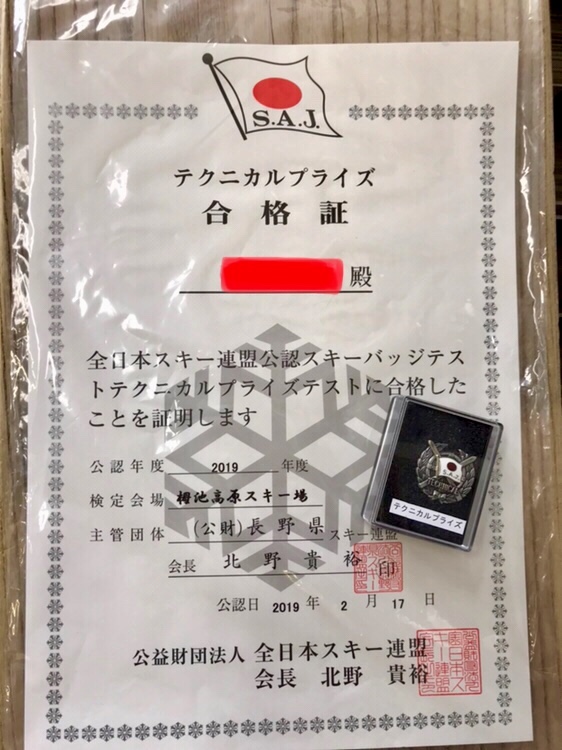 S.A.J.
テクニカルプライズ
合格証
殿
全日本スキー連盟公認スキーバッジテス
トテクニカルプライズテストに合格した
ことを証明します
公認年度 2019 年度
検定会場 栂池高原スキー場
主管団体 (公財)長野県スキー連盟
会長 北野貴裕 印
テクニカルプライズ
公認日 2019 年 2 月 17 日
公益財団法人 全日本スキー連盟
会長 北野 貴裕